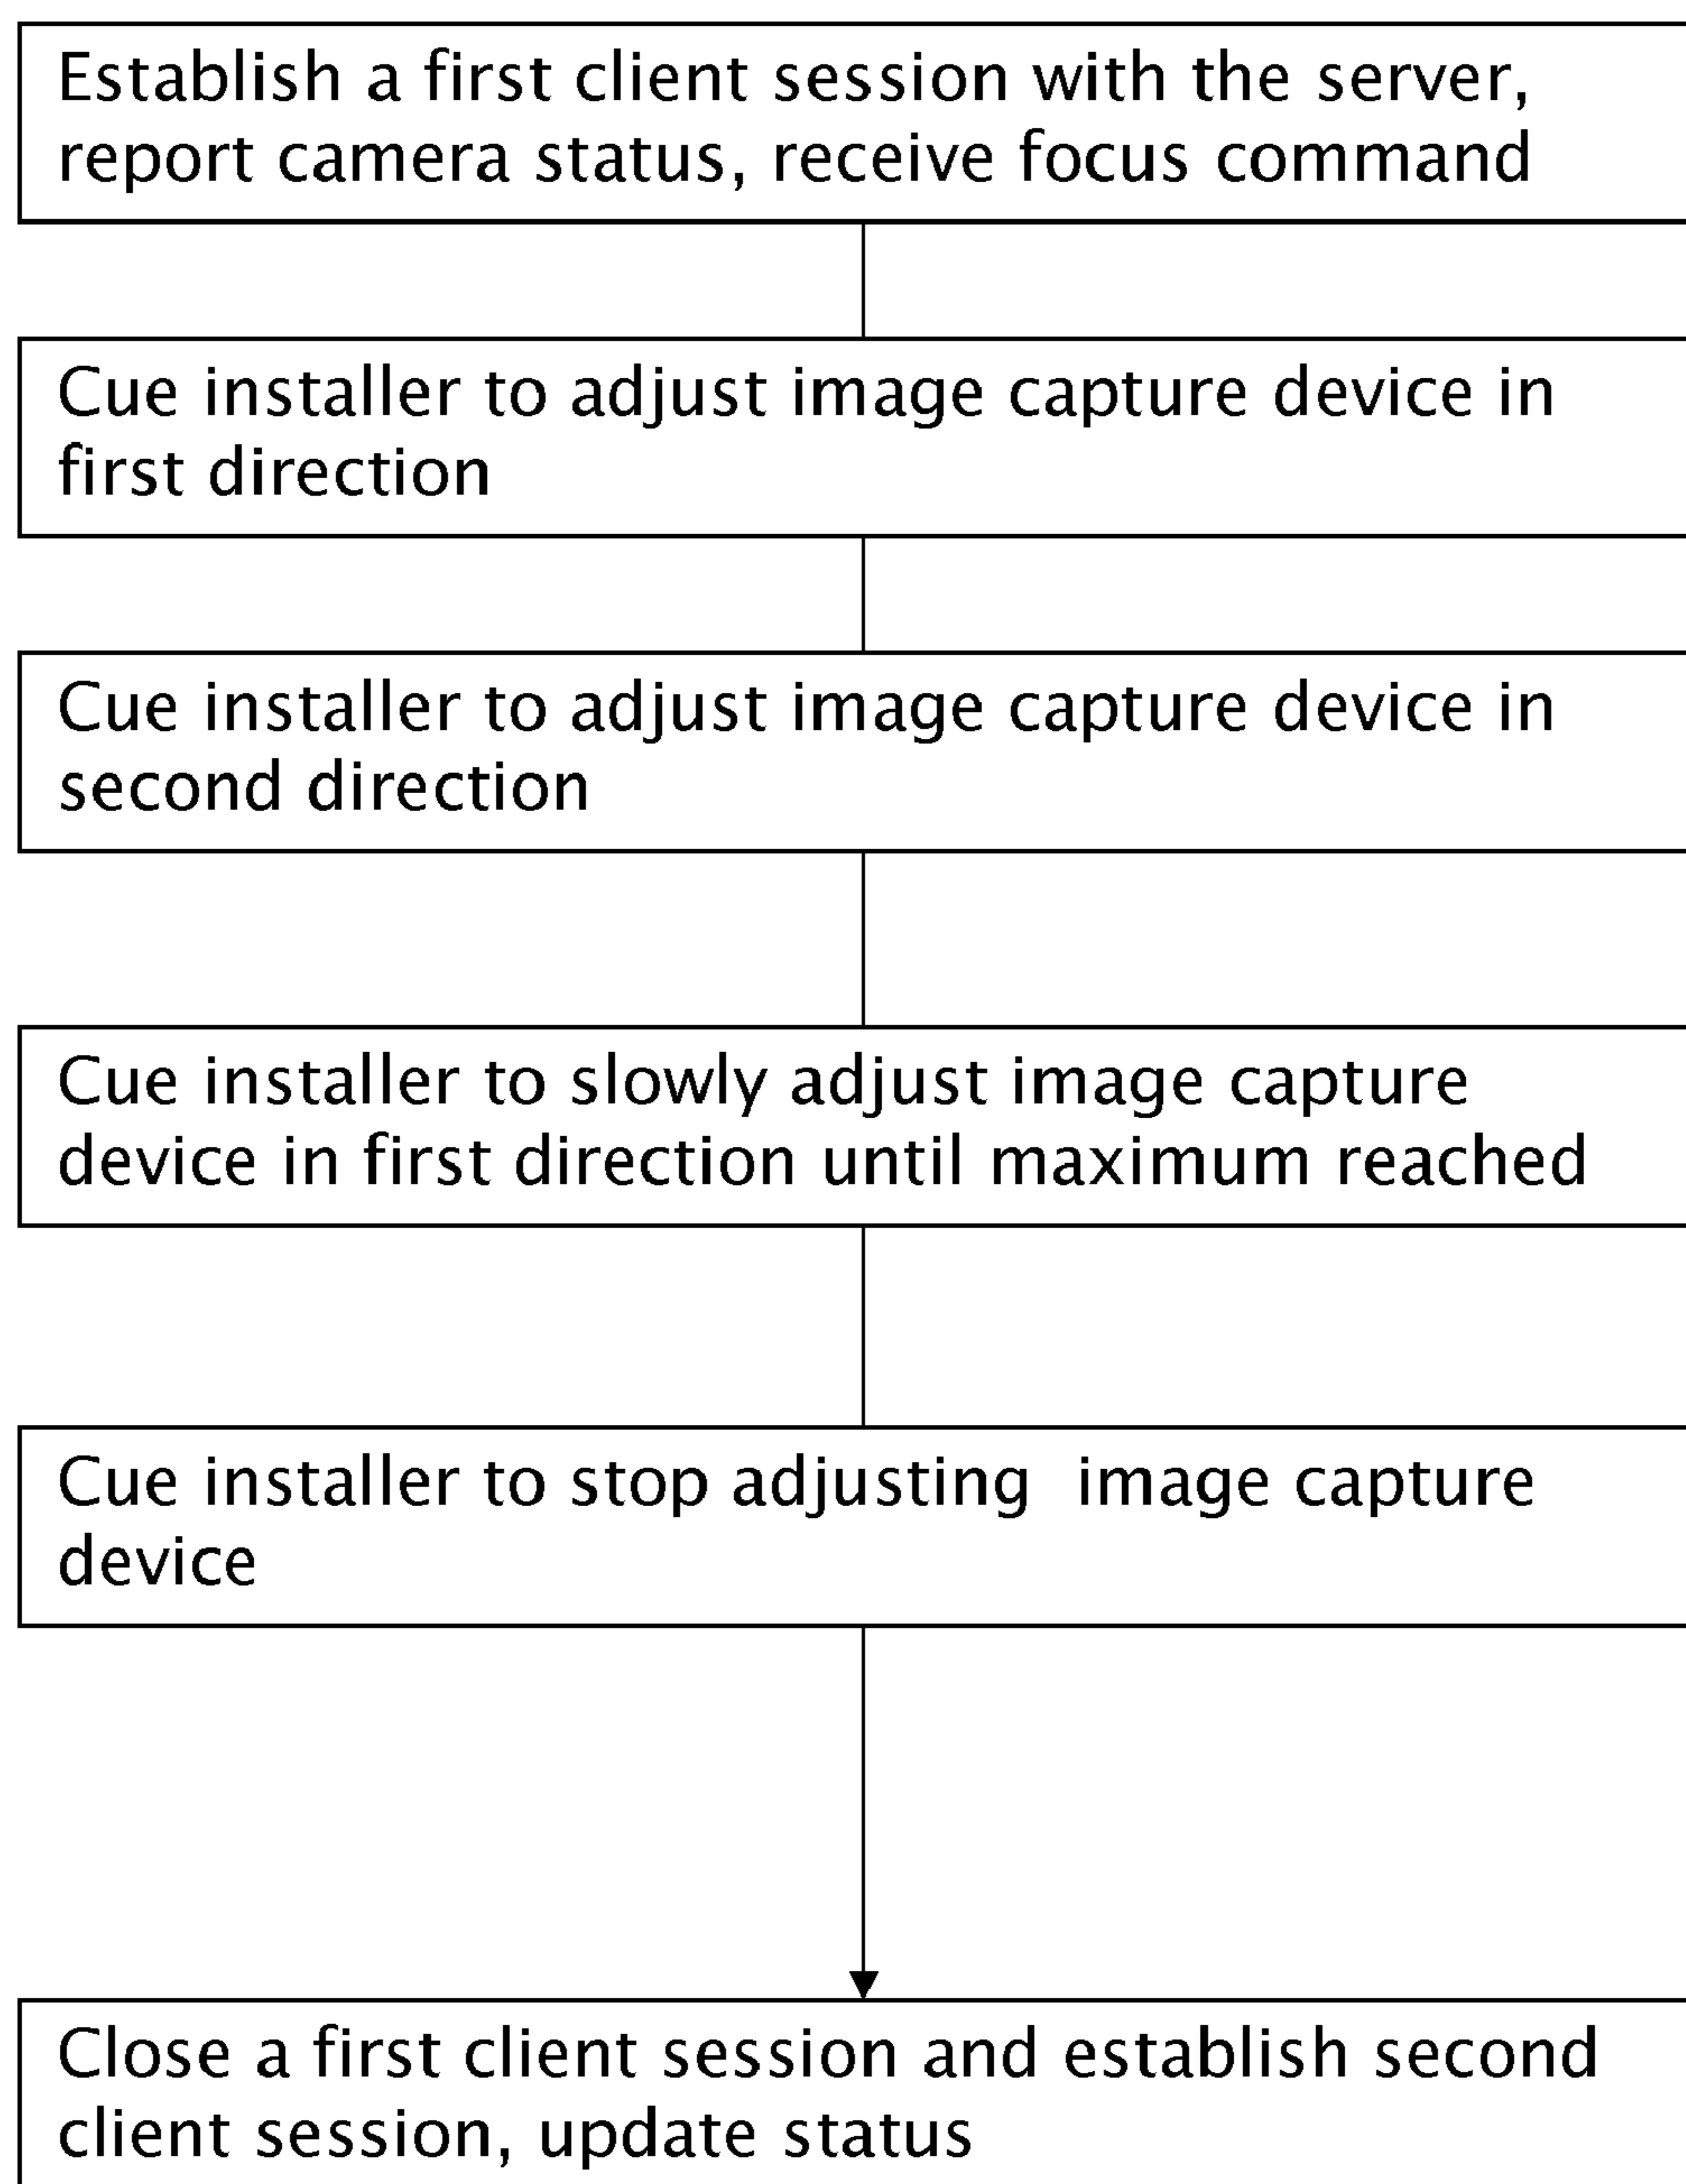 Establish a first client session with the server,
report camera status, receive focus command
Cue installer to adjust image capture device in
first direction
Cue installer to adjust image capture device in
second direction
Cue installer to slowly adjust image capture
device in first direction until maximum reached
Cue installer to stop adjusting  image capture
device
Close a first client session and establish second
client session, update status